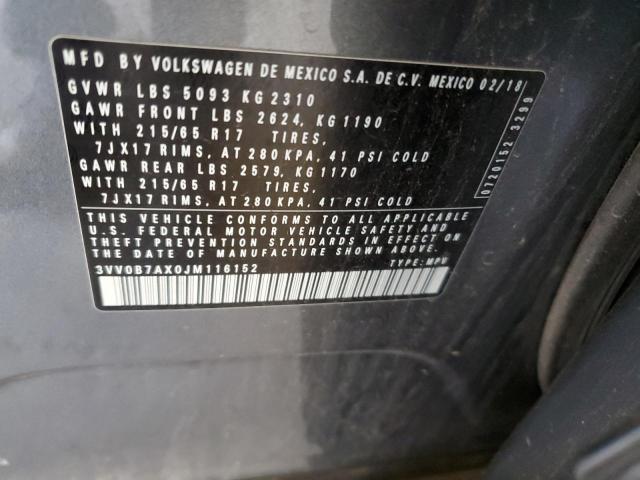 MFD BY VOLKSWAGEN DE MEXICO S.A. DE C.V. MEXICO 02/18
GVWR LBS 5093 KG 2310
GAWR FRONT LBS 2624, KG 1190
WITH 215/65 R17 TIRES,
7JX17 RIMS, AT 280 KPA, 41 PSI COLD
GAWR REAR LBS 2579, KG 1170
WITH 215/65 R17 TIRES,
7JX17 RIMS, AT 280 KPA, 41 PSI COLD
THIS VEHICLE CONFORMS TO ALL APPLICABLE
U.S. FEDERAL MOTOR VEHICLE SAFETY AND
THEFT PREVENTION STANDARDS IN EFFECT ON
THE DATE OF MANUFACTURE SHOWN ABOVE.
3VV0B7AX0JM116152 TYPE: MPV
0720152 3299